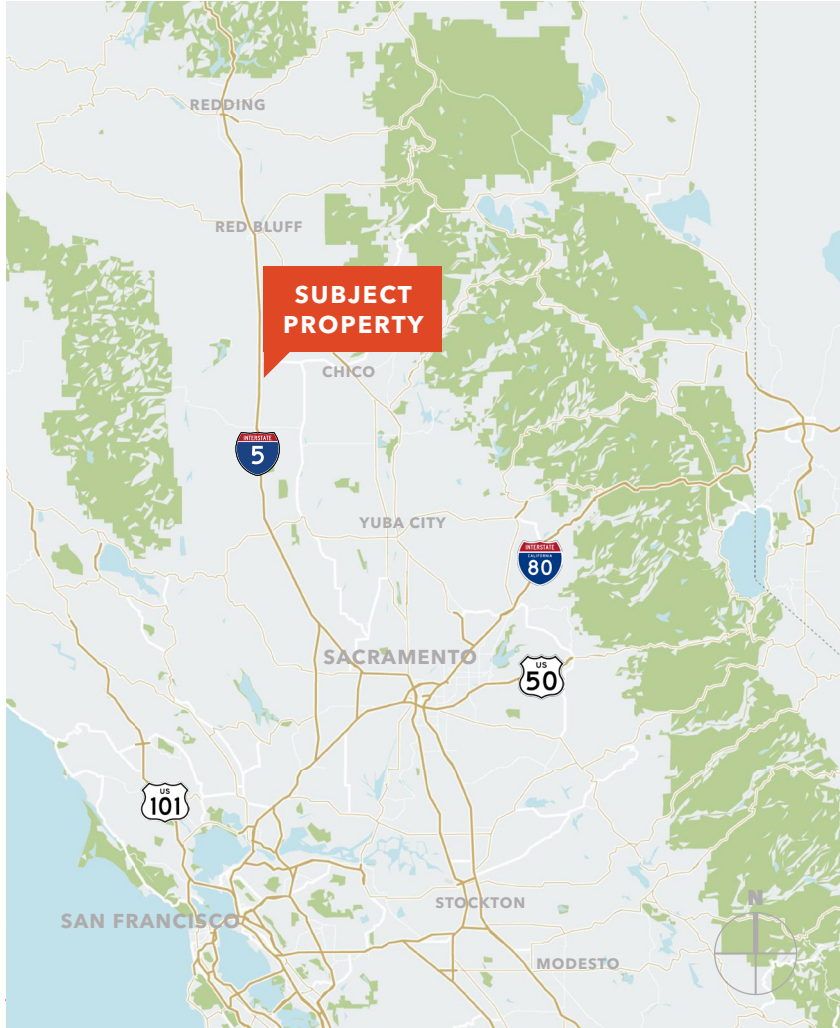 REDDING
RED BLUFF
SUBJECT
PROPERTY
CHICO
INTERSTATE
5
YUBA CITY
INTERSTATE
CALIFORNIA
80
SACRAMENTO
US
50
US
101
N
STOCKTON
SAN FRANCISCO
MODESTO